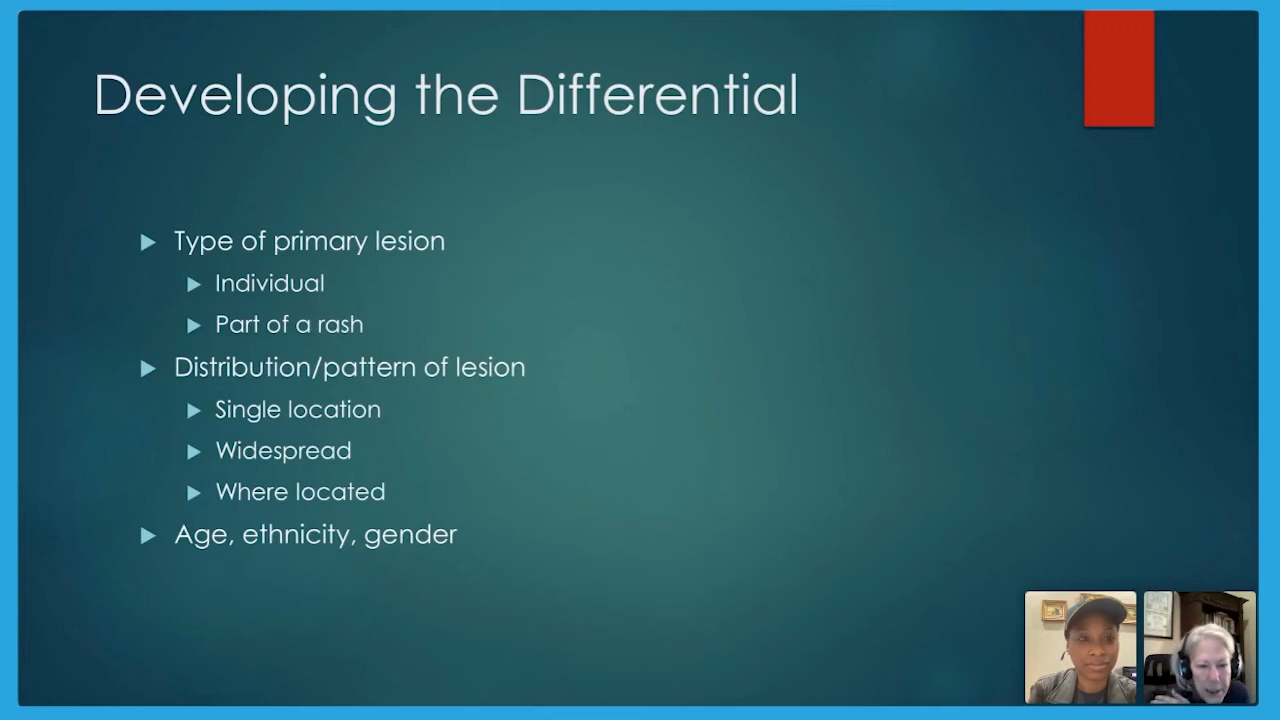 Developing the Differential
Type of primary lesion
Individual
Part of a rash
Distribution/pattern of lesion
Single location
Widespread
Where located
Age, ethnicity, gender